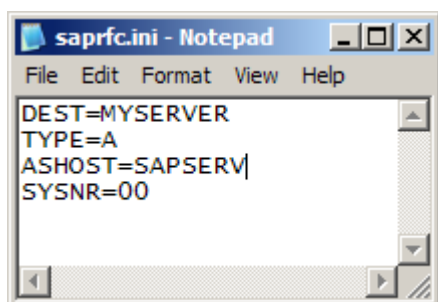 saprfc.ini - Notepad
File Edit Format View Help
DEST=MYSERVER
TYPE=A
ASHOST=SAPSERV
SYSNR=00